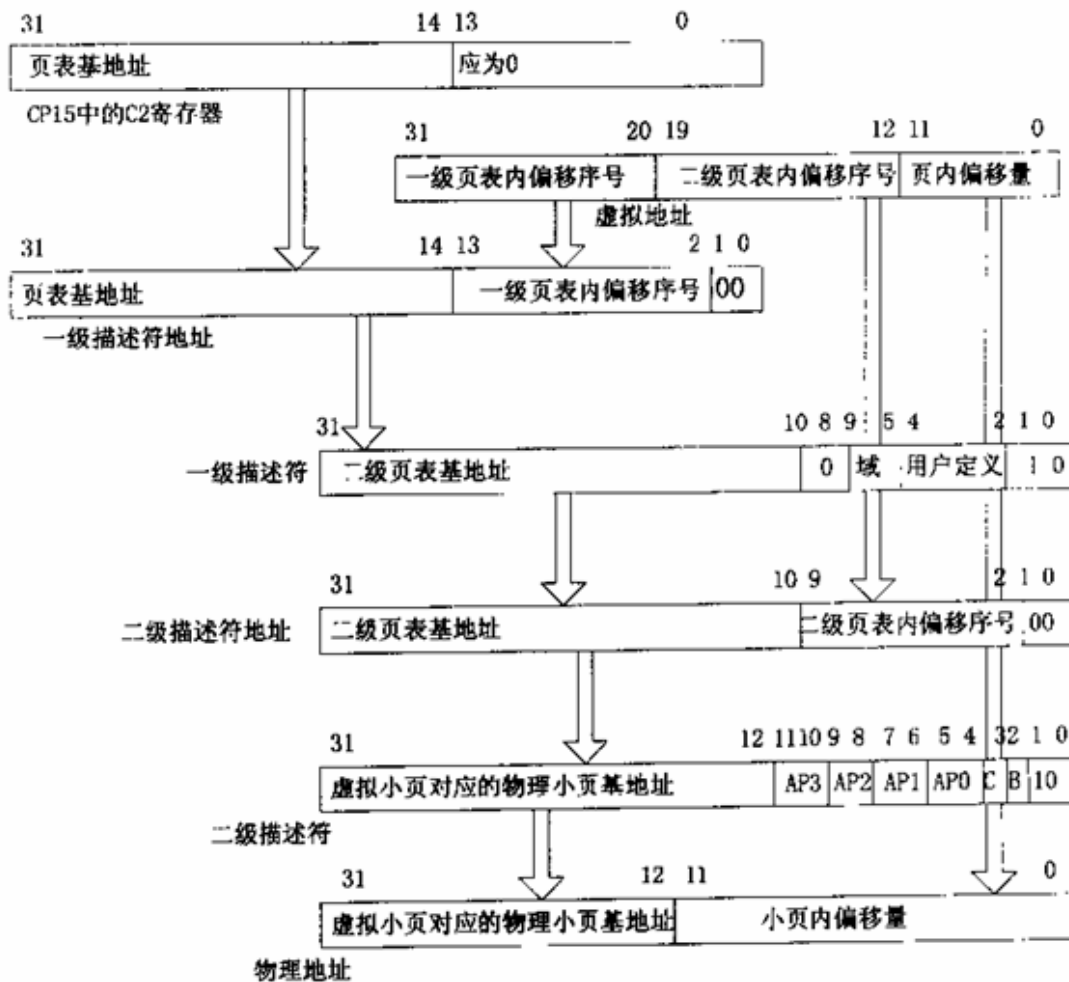 31 14 13 0
页表基地址 应为0
CP15中的C2寄存器
31 20 19 12 11 0
一级页表内偏移序号 二级页表内偏移序号 页内偏移量
虚拟地址
31 14 13 2 1 0
页表基地址 一级页表内偏移序号 00
一级描述符地址
31 10 8 9 5 4 2 1 0
一级描述符 二级页表基地址 0 域 用户定义 1 0
31 10 9 2 1 0
二级描述符地址 二级页表基地址 二级页表内偏移序号 00
31 12 11 10 9 8 7 6 5 4 3 2 1 0
虚拟小页对应的物理小页基地址 AP3 AP2 AP1 AP0 C B 10
二级描述符
31 12 11 0
虚拟小页对应的物理小页基地址 小页内偏移量
物理地址